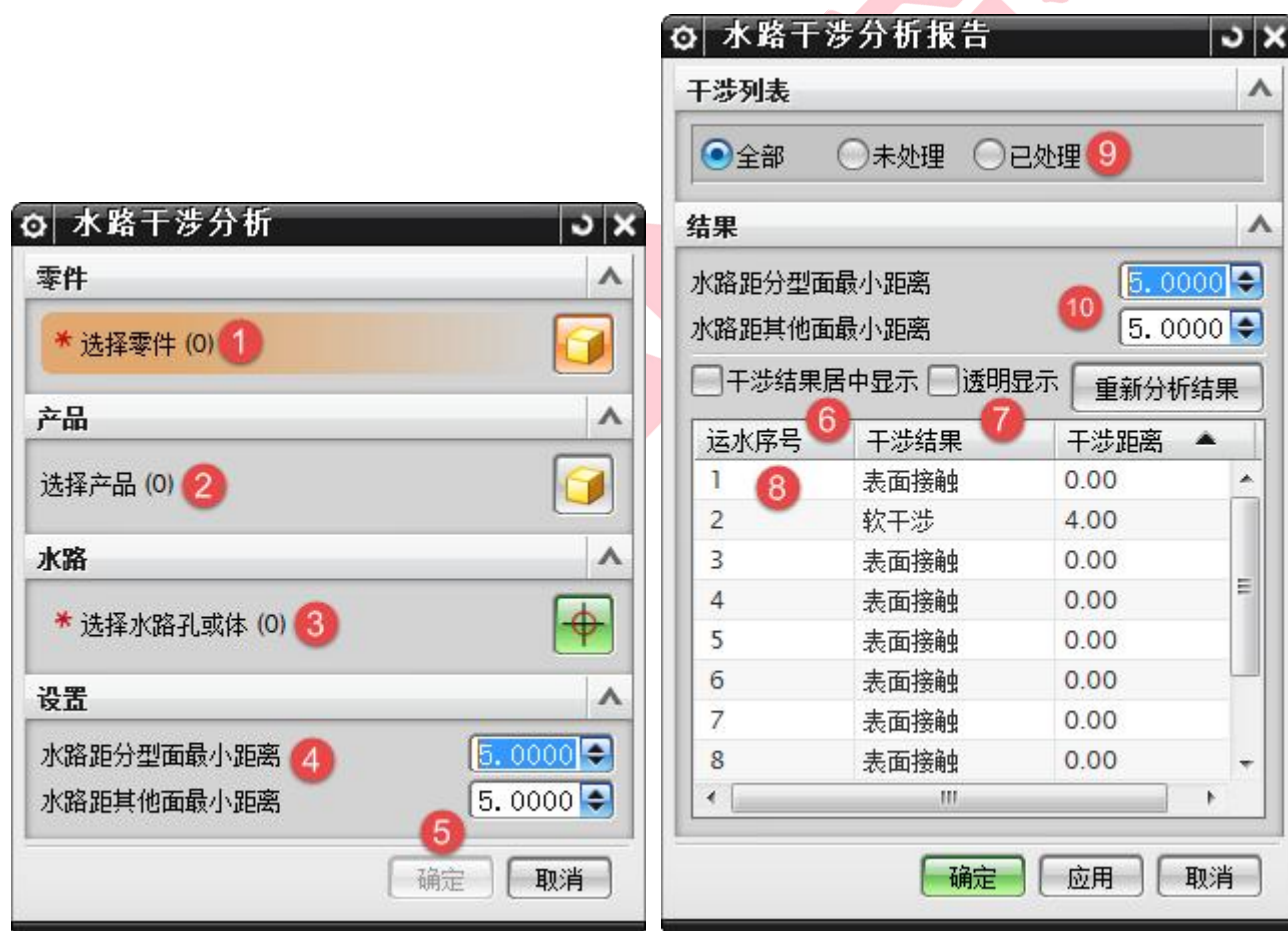 水路干涉分析
零件
* 选择零件 (0) 1
产品
选择产品 (0) 2
水路
* 选择水路孔或体 (0) 3
设置
水路距分型面最小距离 4 5.0000
水路距其他面最小距离 5.0000
5
确定 取消
水路干涉分析报告
干涉列表
全部 未处理 已处理 9
结果
水路距分型面最小距离 5.0000
10
水路距其他面最小距离 5.0000
干涉结果居中显示 透明显示 重新分析结果
6 7
运水序号 干涉结果 干涉距离
1 8 表面接触 0.00
2 软干涉 4.00
3 表面接触 0.00
4 表面接触 0.00
5 表面接触 0.00
6 表面接触 0.00
7 表面接触 0.00
8 表面接触 0.00
确定 应用 取消